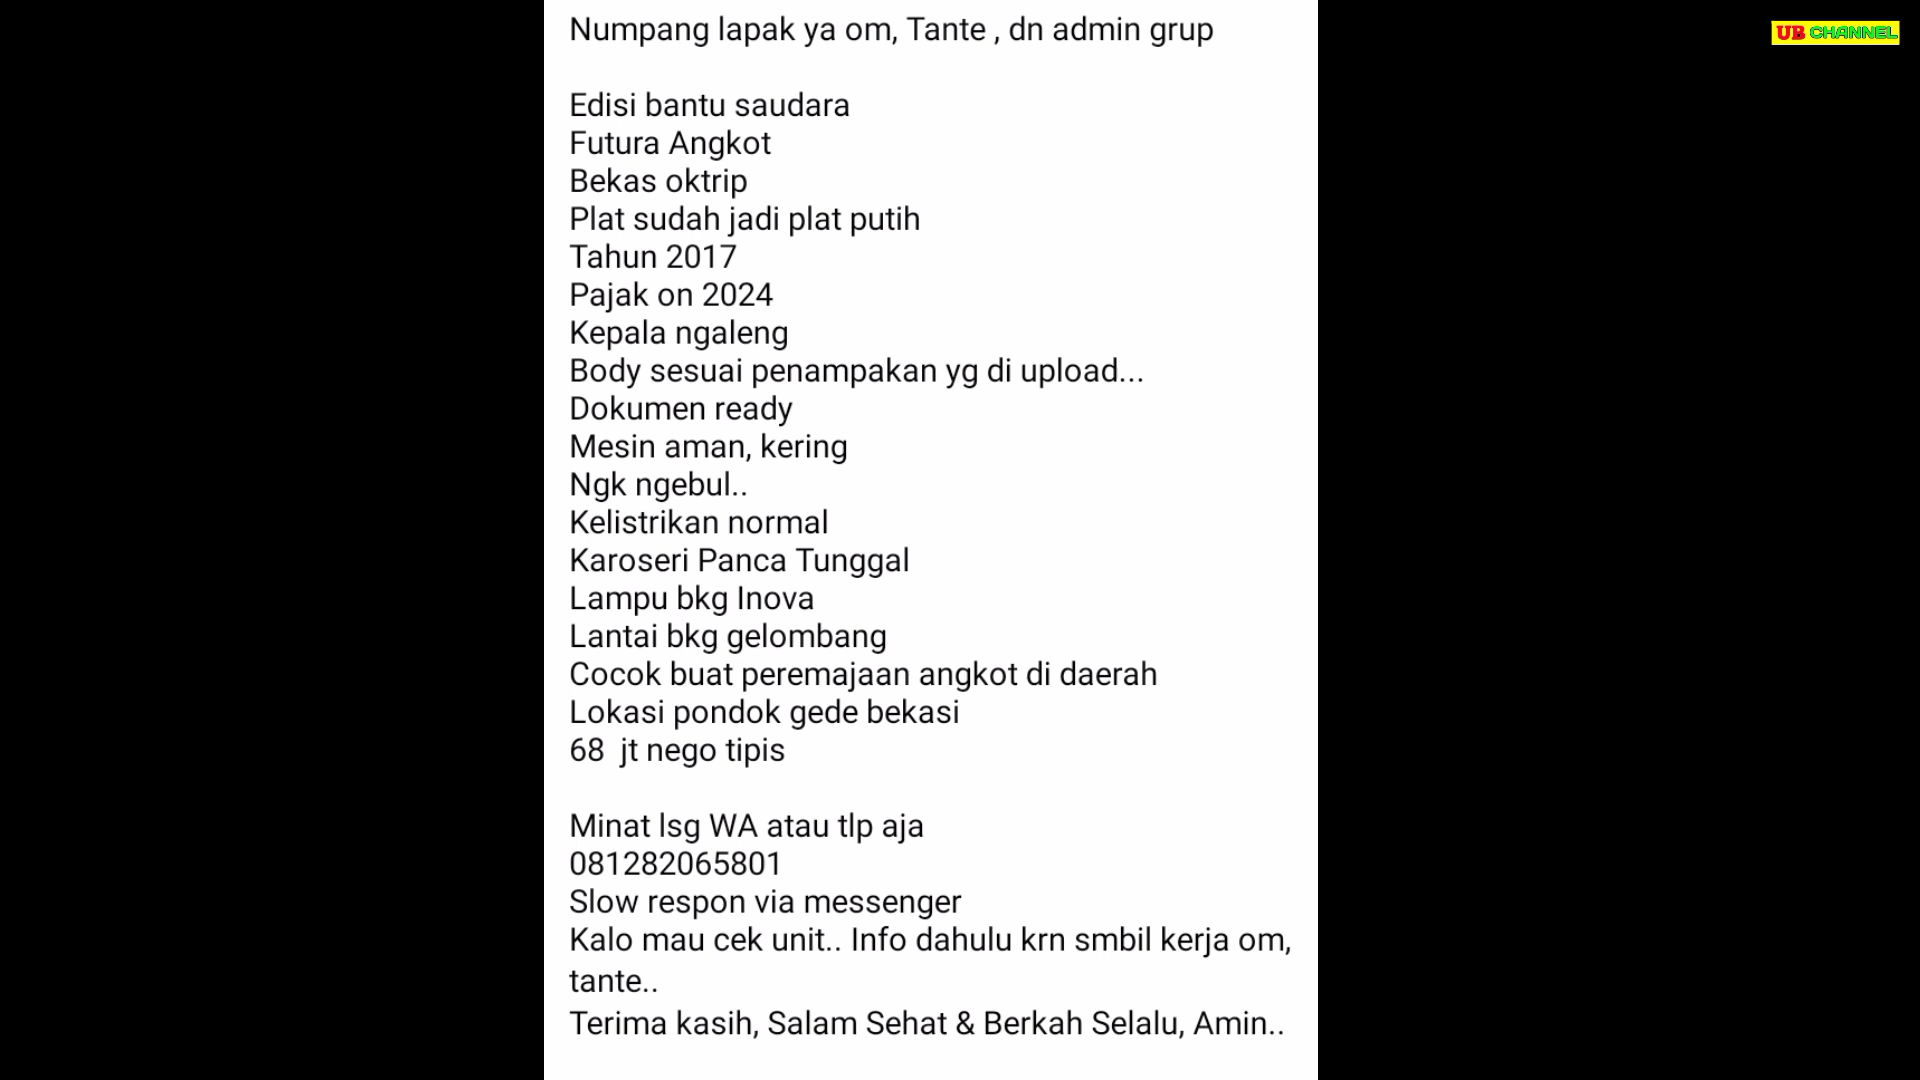 Numpang lapak ya om, Tante , dn admin grup
UB CHANNEL
Edisi bantu saudara
Futura Angkot
Bekas oktrip
Plat sudah jadi plat putih
Tahun 2017
Pajak on 2024
Kepala ngaleng
Body sesuai penampakan yg di upload...
Dokumen ready
Mesin aman, kering
Ngk ngebul..
Kelistrikan normal
Karoseri Panca Tunggal
Lampu bkg Inova
Lantai bkg gelombang
Cocok buat peremajaan angkot di daerah
Lokasi pondok gede bekasi
68  jt nego tipis
Minat lsg WA atau tlp aja
081282065801
Slow respon via messenger
Kalo mau cek unit.. Info dahulu krn smbil kerja om,
tante..
Terima kasih, Salam Sehat & Berkah Selalu, Amin..